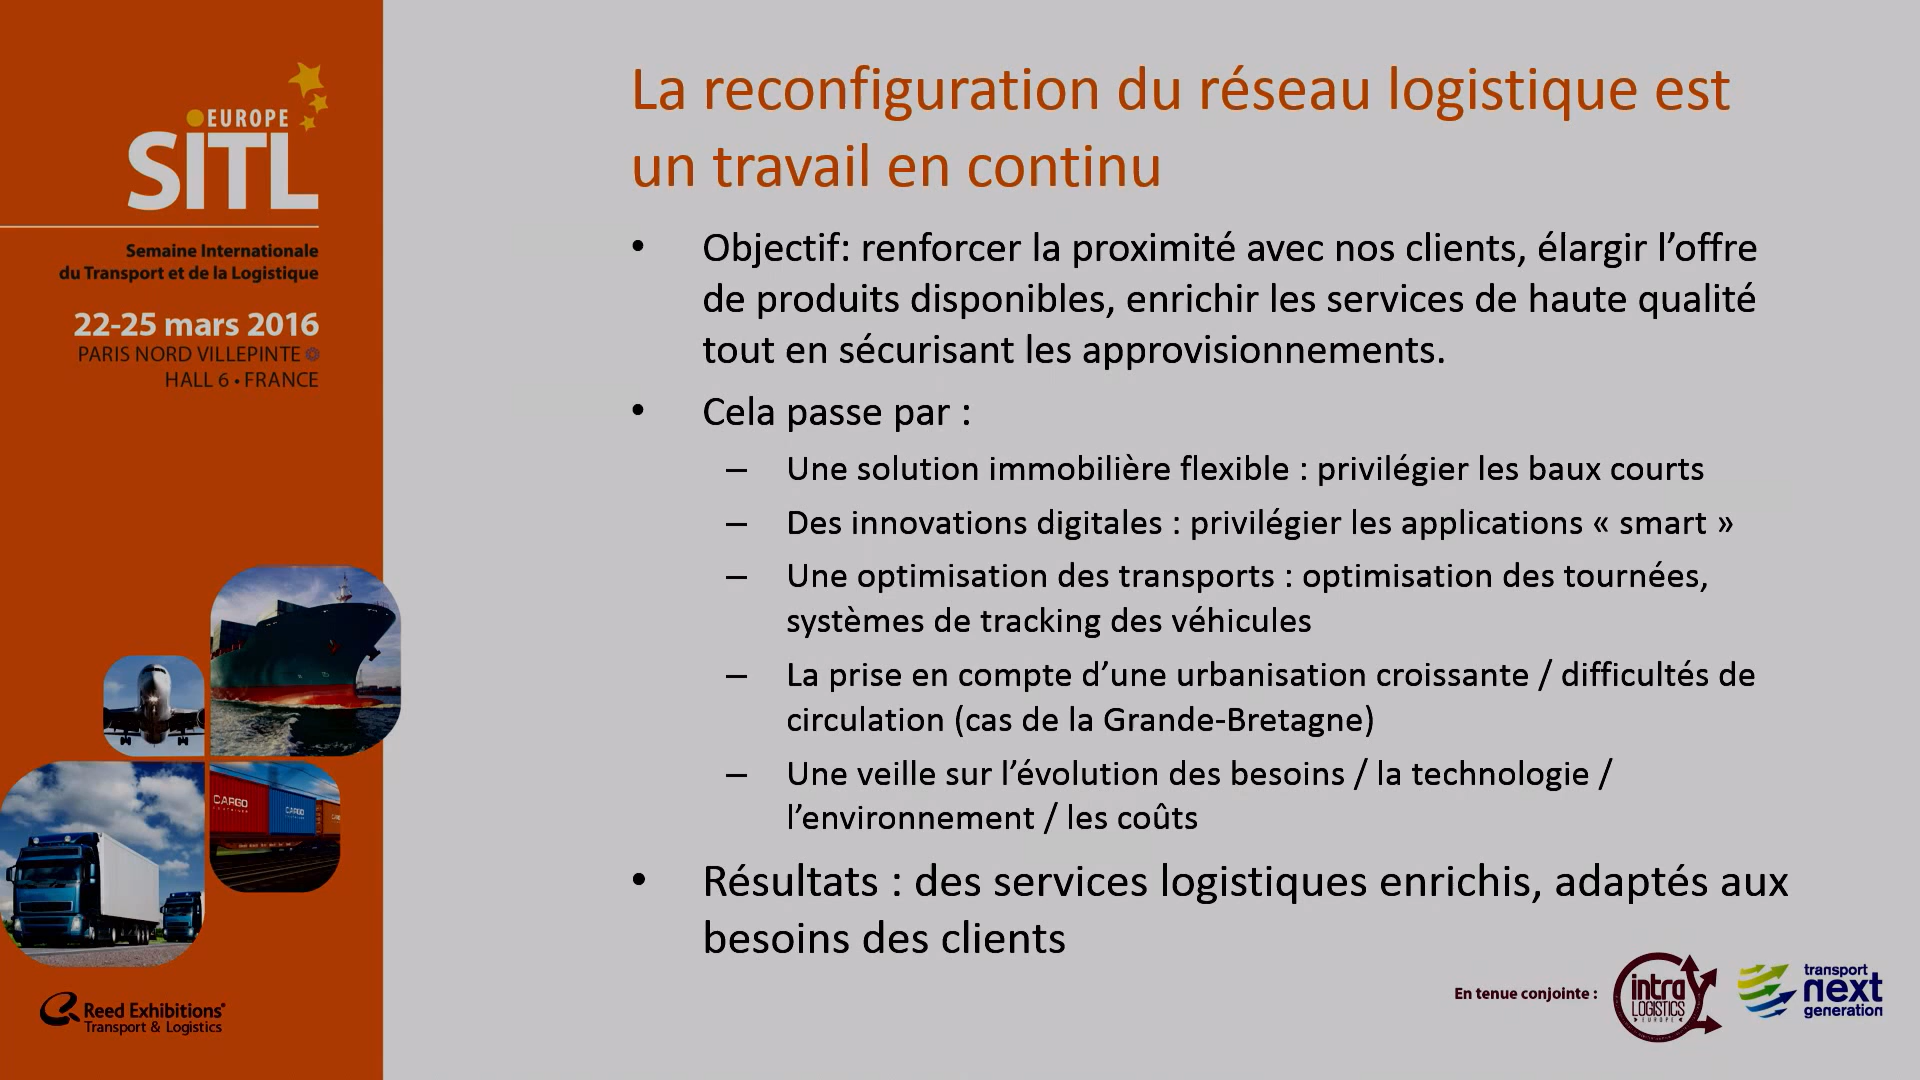 EUROPE
SiTL
Semaine Internationale
du Transport et de la Logistique
22-25 mars 2016
PARIS NORD VILLEPINTE
HALL 6 • FRANCE
CARGO
CARGO
Reed Exhibitions®
Transport & Logistics
La reconfiguration du réseau logistique est
un travail en continu
• Objectif: renforcer la proximité avec nos clients, élargir l’offre
de produits disponibles, enrichir les services de haute qualité
tout en sécurisant les approvisionnements.
• Cela passe par :
– Une solution immobilière flexible : privilégier les baux courts
– Des innovations digitales : privilégier les applications « smart »
– Une optimisation des transports : optimisation des tournées,
systèmes de tracking des véhicules
– La prise en compte d’une urbanisation croissante / difficultés de
circulation (cas de la Grande-Bretagne)
– Une veille sur l’évolution des besoins / la technologie /
l’environnement / les coûts
• Résultats : des services logistiques enrichis, adaptés aux
besoins des clients
En tenue conjointe :
intra
LOGISTICS
EUROPE
transport
next
generation